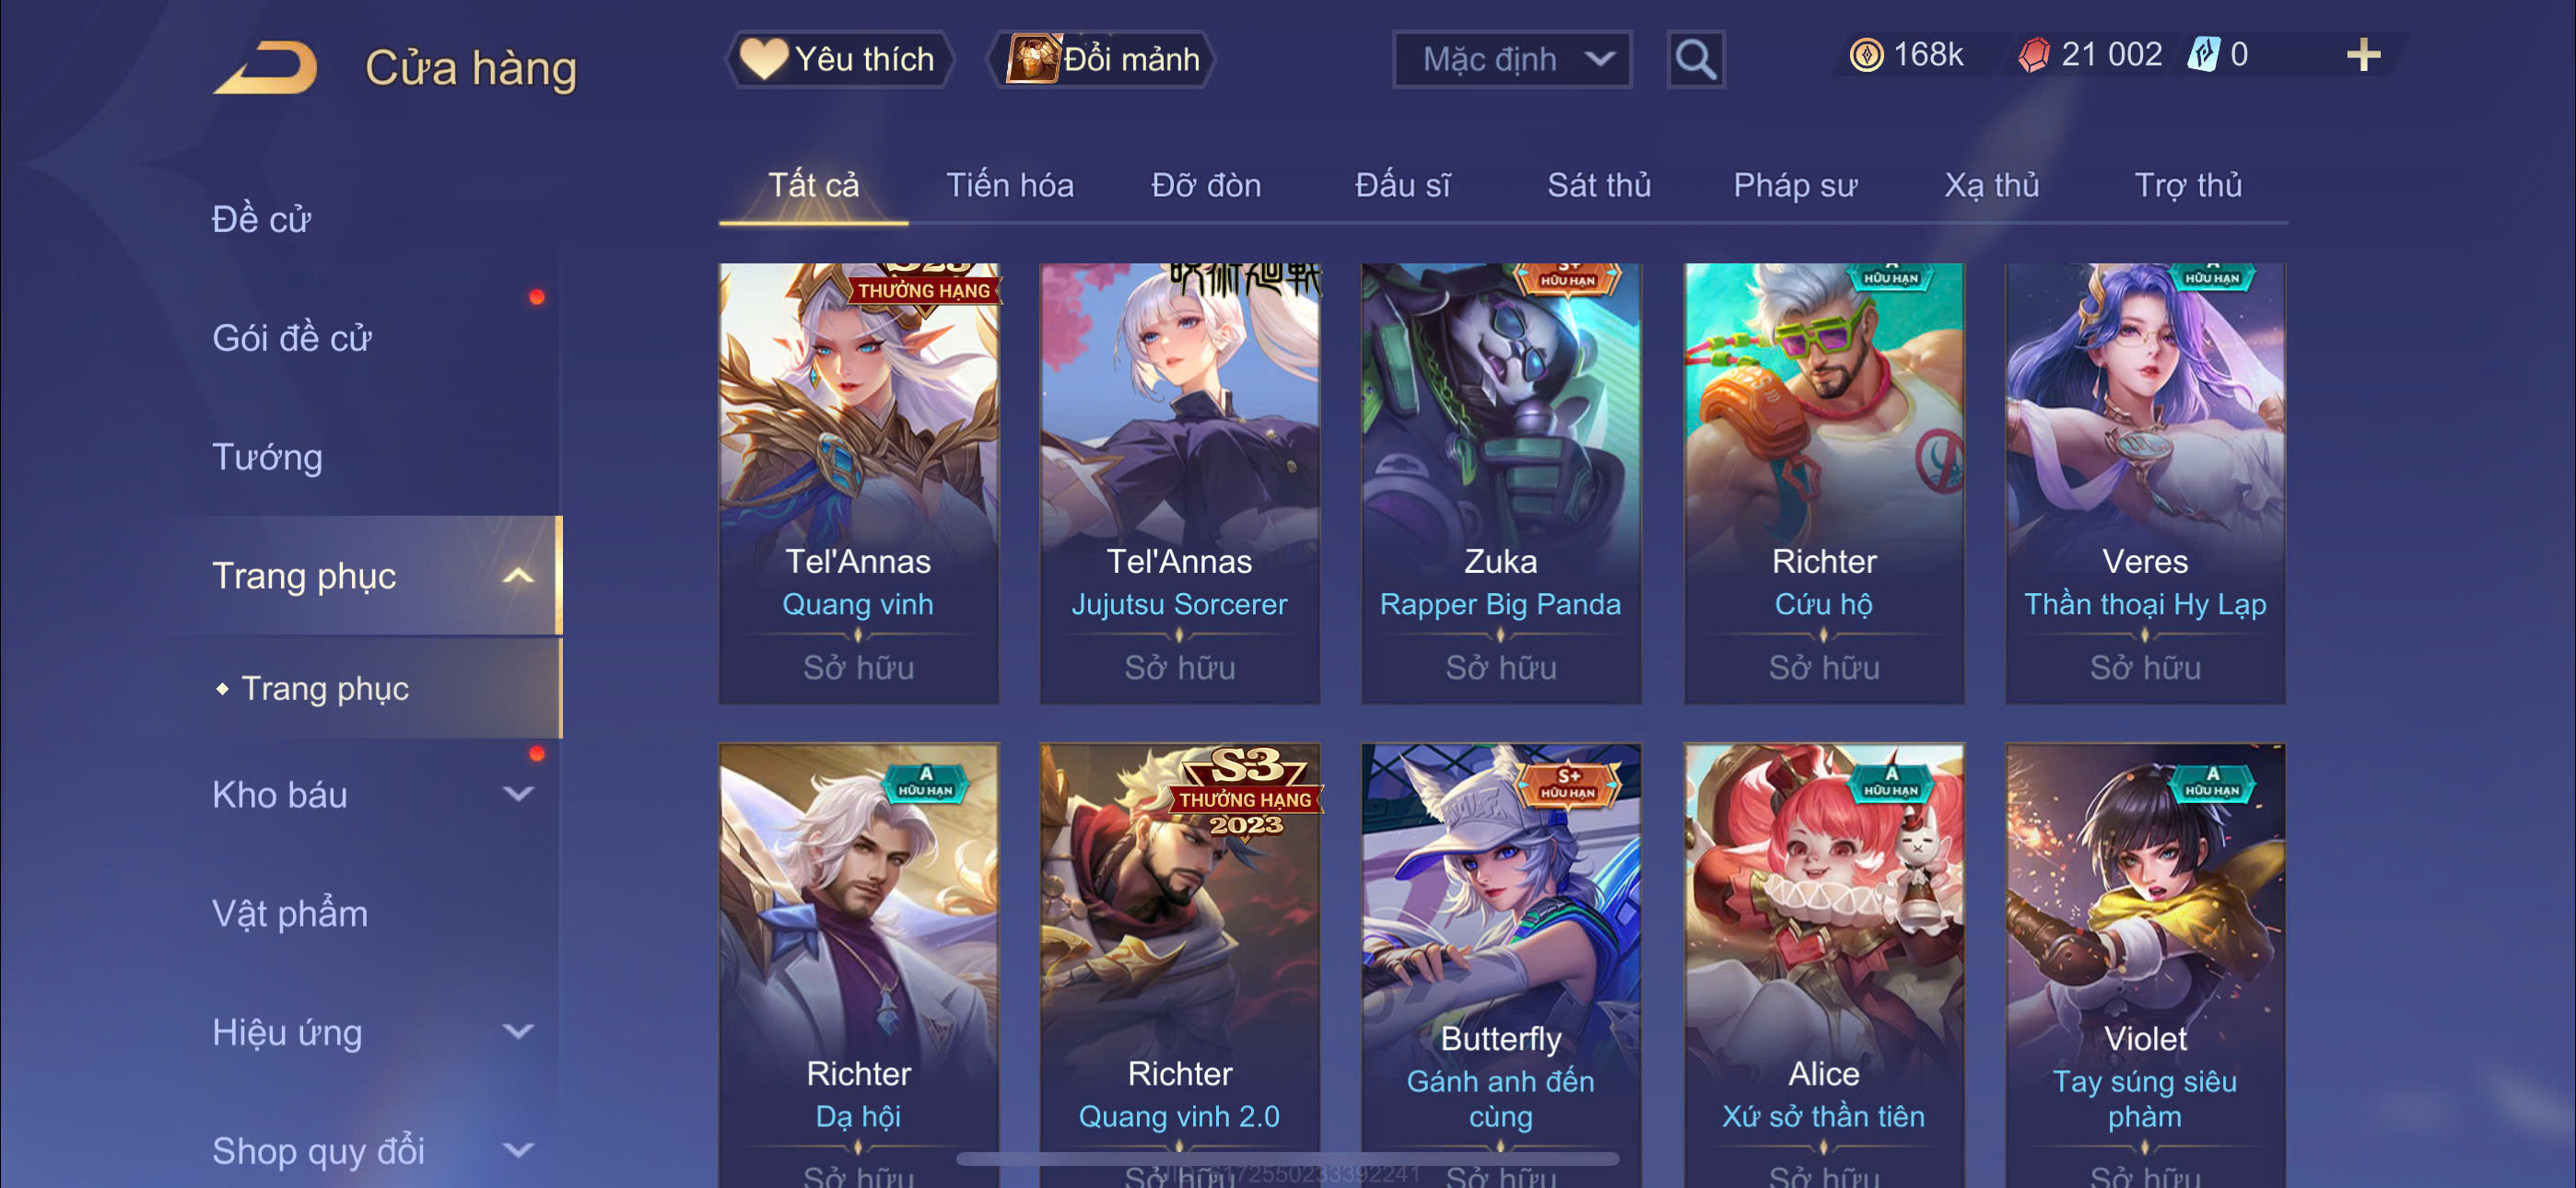 Cửa hàng
Yêu thích
Đổi mảnh
Mặc định
168k
21 002
0
Tất cả
Tiến hóa
Đỡ đòn
Đấu sĩ
Sát thủ
Pháp sư
Xạ thủ
Trợ thủ
Đề cử
Gói đề cử
Tướng
Trang phục
Trang phục
Kho báu
Vật phẩm
Hiệu ứng
Shop quy đổi
THƯỞNG HẠNG
Tel'Annas
Quang vinh
Sở hữu
呪術廻戦
Tel'Annas
Jujutsu Sorcerer
Sở hữu
S+
HỮU HẠN
Zuka
Rapper Big Panda
Sở hữu
A
HỮU HẠN
Richter
Cứu hộ
Sở hữu
A
HỮU HẠN
Veres
Thần thoại Hy Lạp
Sở hữu
A
HỮU HẠN
Richter
Dạ hội
Sở hữu
S3
THƯỞNG HẠNG
2023
Richter
Quang vinh 2.0
Sở hữu
S+
HỮU HẠN
Butterfly
Gánh anh đến
cùng
Sở hữu
A
HỮU HẠN
Alice
Xứ sở thần tiên
Sở hữu
A
HỮU HẠN
Violet
Tay súng siêu
phàm
Sở hữu